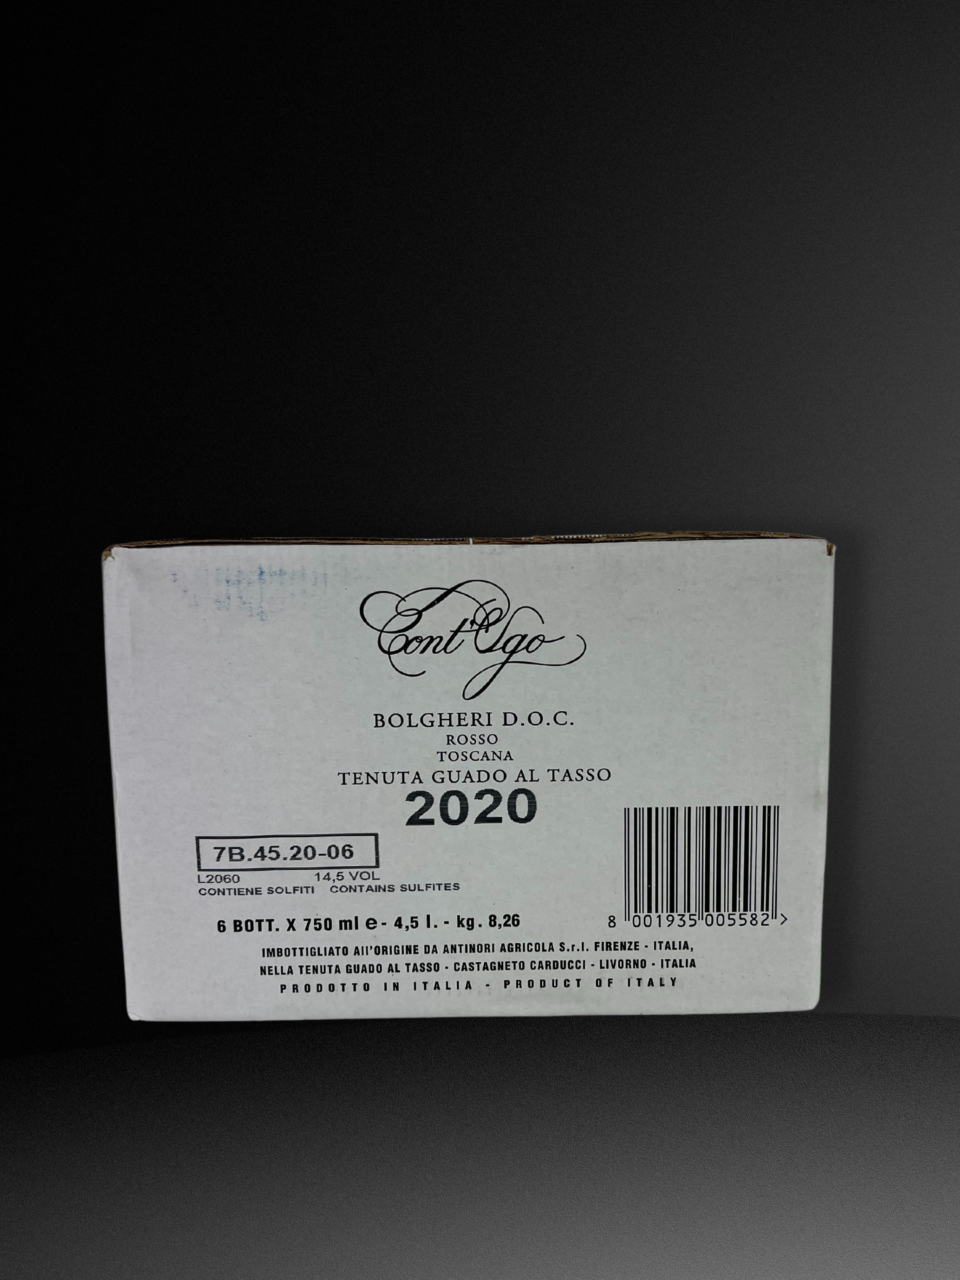 Cont'Ugo
BOLGHERI D.O.C.
ROSSO
TOSCANA
TENUTA GUADO AL TASSO
2020
7B.45.20-06
L2060 14,5 VOL
CONTIENE SOLFITI CONTAINS SULFITES
6 BOTT. X 750 ml e - 4,5 l. - kg. 8,26
8 001935 005582 >
IMBOTTIGLIATO All'ORIGINE DA ANTINORI AGRICOLA S.r.l. FIRENZE - ITALIA,
NELLA TENUTA GUADO AL TASSO - CASTAGNETO CARDUCCI - LIVORNO - ITALIA
PRODOTTO IN ITALIA - PRODUCT OF ITALY